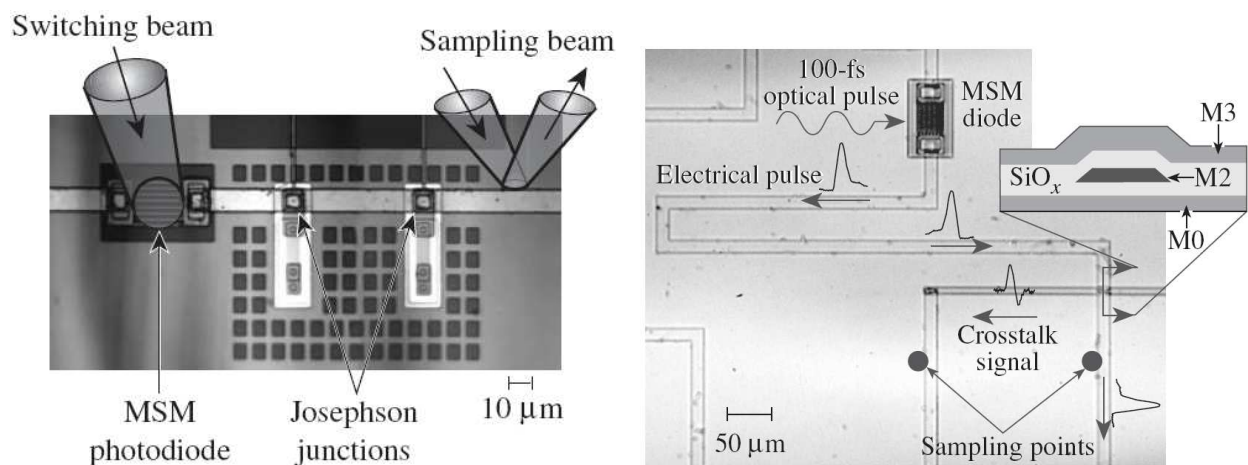 Switching beam
Sampling beam
MSM
photodiode
Josephson
junctions
10 μm
100-fs
optical pulse
MSM
diode
Electrical pulse
Crosstalk
signal
50 μm
Sampling points
M3
SiOₓ
M2
M0